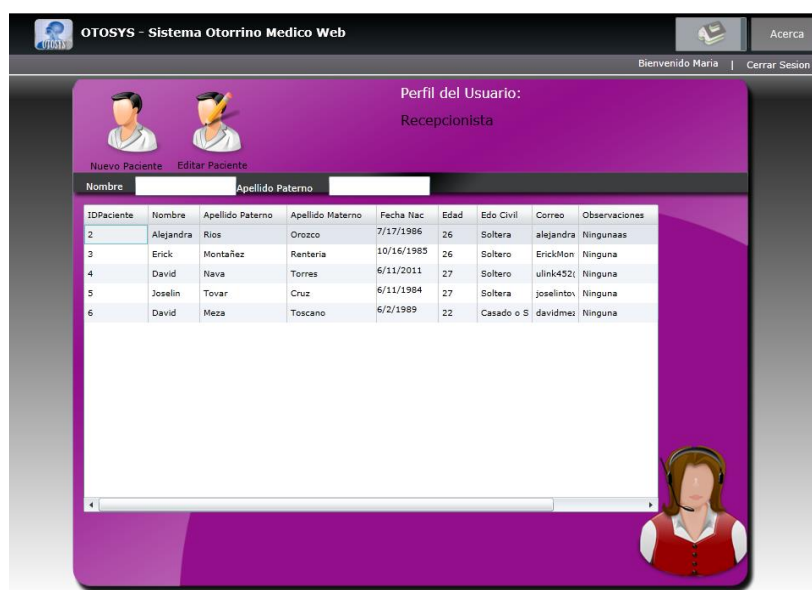 OTOSYS - Sistema Otorrino Medico Web
Acerca
OTOSYS
Bienvenido Maria | Cerrar Sesion
Perfil del Usuario:
Recepcionista
Nuevo Paciente Editar Paciente
Nombre Apellido Paterno
IDPaciente Nombre Apellido Paterno Apellido Materno Fecha Nac Edad Edo Civil Correo Observaciones
2 Alejandra Rios Orozco 7/17/1986 26 Soltera alejandra Ningunaas
3 Erick Montañez Renteria 10/16/1985 26 Soltero ErickMon Ninguna
4 David Nava Torres 6/11/2011 27 Soltero ulink452( Ninguna
5 Joselin Tovar Cruz 6/11/1984 27 Soltera joselinto Ninguna
6 David Meza Toscano 6/2/1989 22 Casado o S davidmez Ninguna